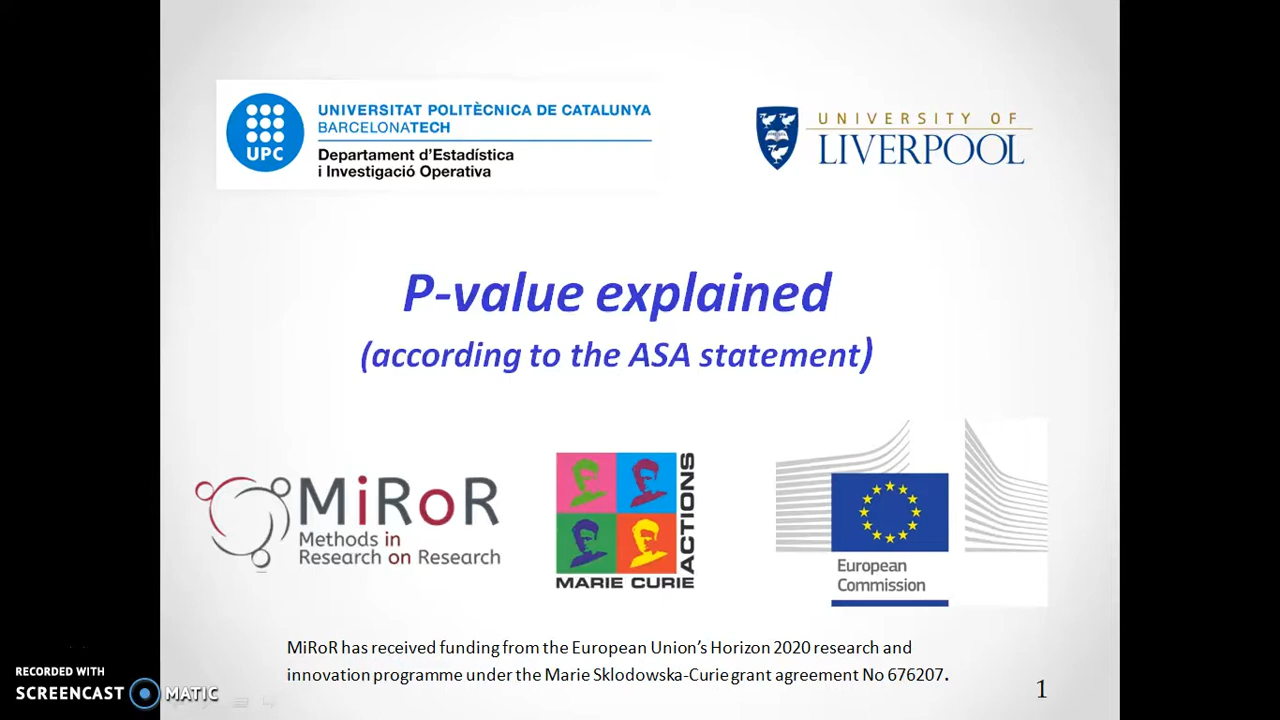 UNIVERSITAT POLITÈCNICA DE CATALUNYA
BARCELONATECH
UPC
Departament d'Estadística
i Investigació Operativa
UNIVERSITY OF
LIVERPOOL
P-value explained
(according to the ASA statement)
MiRoR
Methods in
Research on Research
ACTIONS
MARIE CURIE
European
Commission
MiRoR has received funding from the European Union’s Horizon 2020 research and
innovation programme under the Marie Sklodowska-Curie grant agreement No 676207.
1
RECORDED WITH
SCREENCAST MATIC